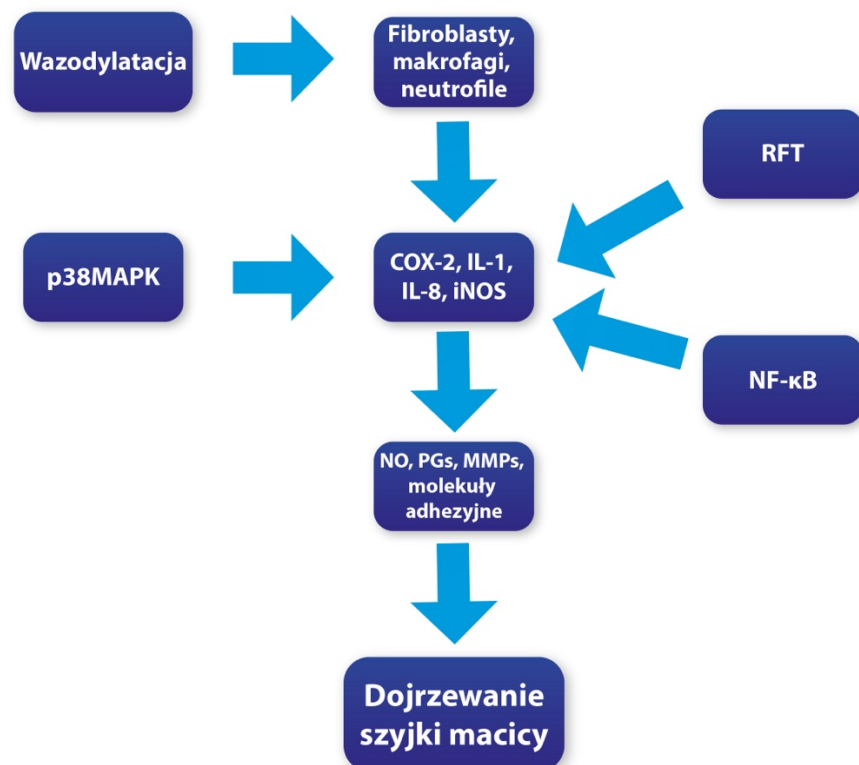 Wazodylatacja
Fibroblasty,
makrofagi,
neutrofile
RFT
p38MAPK
COX-2, IL-1,
IL-8, iNOS
NF-κB
NO, PGs, MMPs,
molekuły
adhezyjne
Dojrzewanie
szyjki macicy